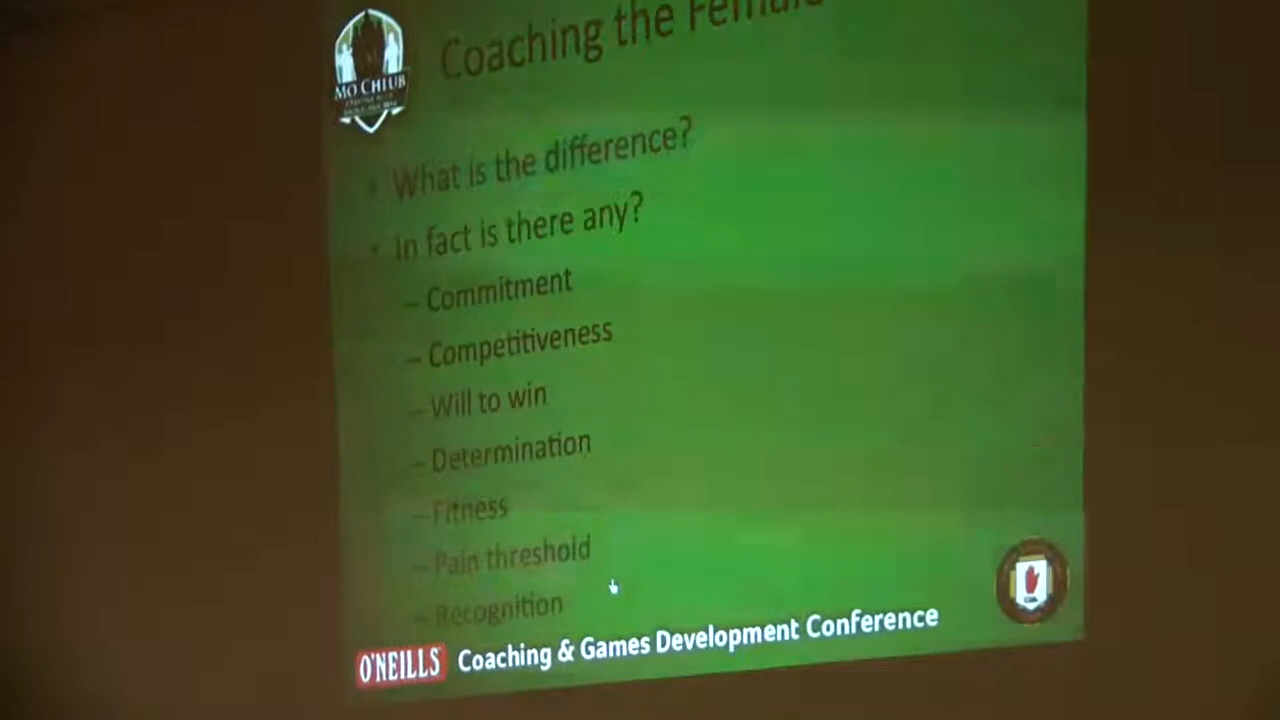 Coaching the Female
MO CHLUB
• What is the difference?
• In fact is there any?
– Commitment
– Competitiveness
– Will to win
– Determination
– Fitness
– Pain threshold
– Recognition
O'NEILLS Coaching & Games Development Conference